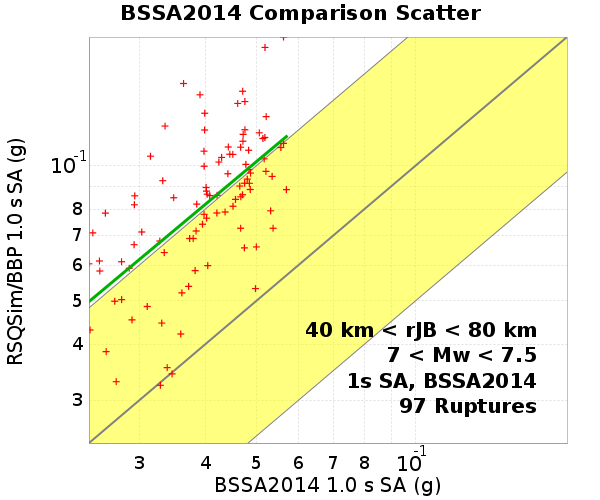 BSSA2014 Comparison Scatter
RSQSim/BBP 1.0 s SA (g)
10-1
8
7
6
5
4
3
40 km < rJB < 80 km
7 < Mw < 7.5
1s SA, BSSA2014
97 Ruptures
3 4 5 6 7 8 10-1
BSSA2014 1.0 s SA (g)